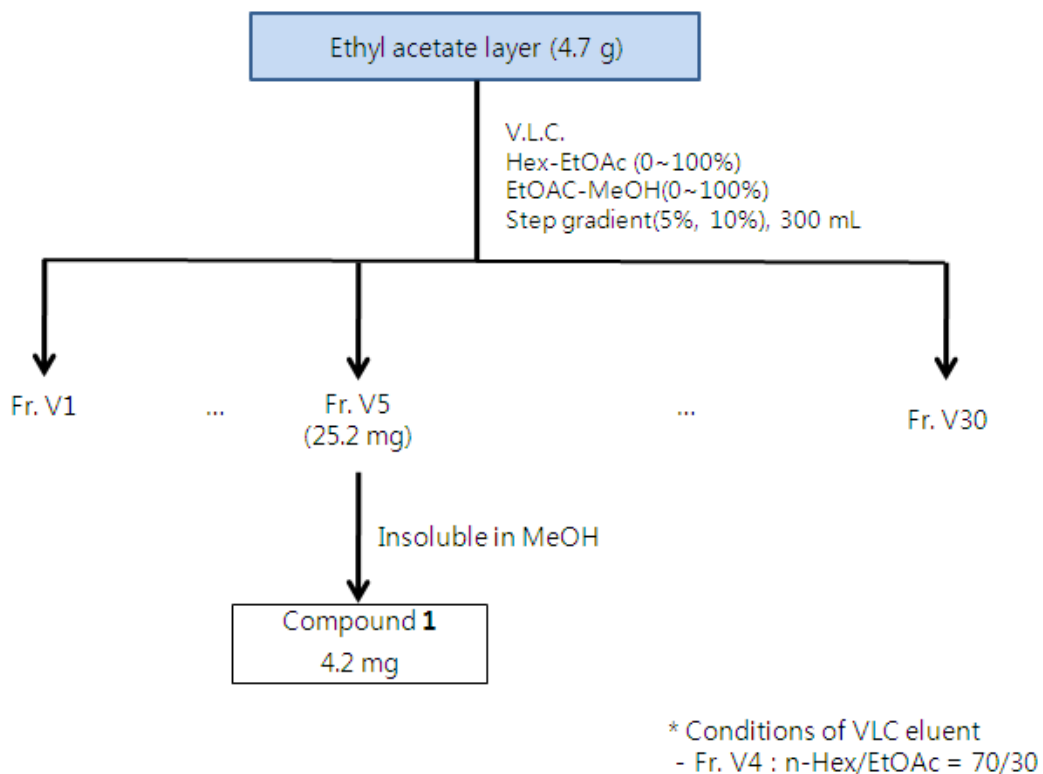 Ethyl acetate layer (4.7 g)
V.L.C.
Hex-EtOAc (0~100%)
EtOAC-MeOH(0~100%)
Step gradient(5%, 10%), 300 mL
Fr. V1
...
Fr. V5
(25.2 mg)
...
Fr. V30
Insoluble in MeOH
Compound 1
4.2 mg
* Conditions of VLC eluent
- Fr. V4 : n-Hex/EtOAc = 70/30